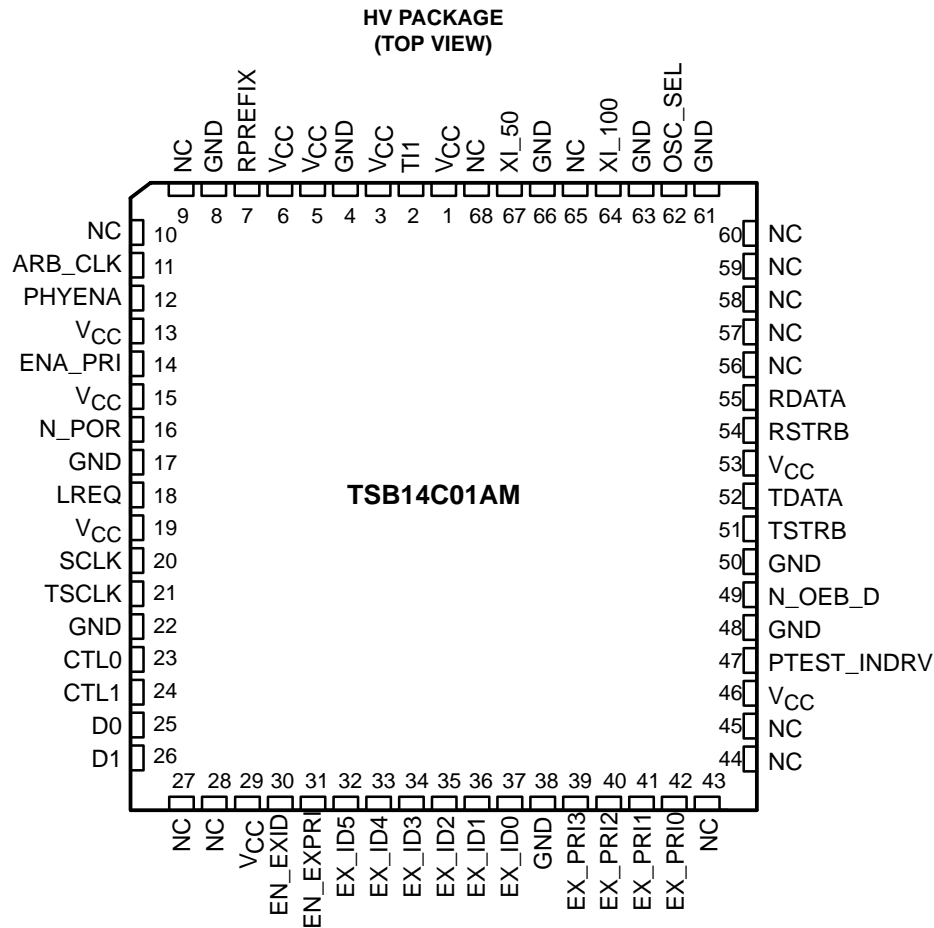 HV PACKAGE
(TOP VIEW)
NC GND RPREFIX VCC VCC GND VCC TI1 VCC NC XI_50 GND NC XI_100 GND OSC_SEL GND
9 8 7 6 5 4 3 2 1 68 67 66 65 64 63 62 61
NC 10 60 NC
ARB_CLK 11 59 NC
PHYENA 12 58 NC
VCC 13 57 NC
ENA_PRI 14 56 NC
VCC 15 55 RDATA
N_POR 16 54 RSTRB
GND 17 53 VCC
LREQ 18 TSB14C01AM 52 TDATA
VCC 19 51 TSTRB
SCLK 20 50 GND
TSCLK 21 49 N_OEB_D
GND 22 48 GND
CTL0 23 47 PTEST_INDRV
CTL1 24 46 VCC
D0 25 45 NC
D1 26 44 NC
27 28 29 30 31 32 33 34 35 36 37 38 39 40 41 42 43
NC NC VCC EN_EXID EN_EXPRI EX_ID5 EX_ID4 EX_ID3 EX_ID2 EX_ID1 EX_ID0 GND EX_PRI3 EX_PRI2 EX_PRI1 EX_PRI0 NC